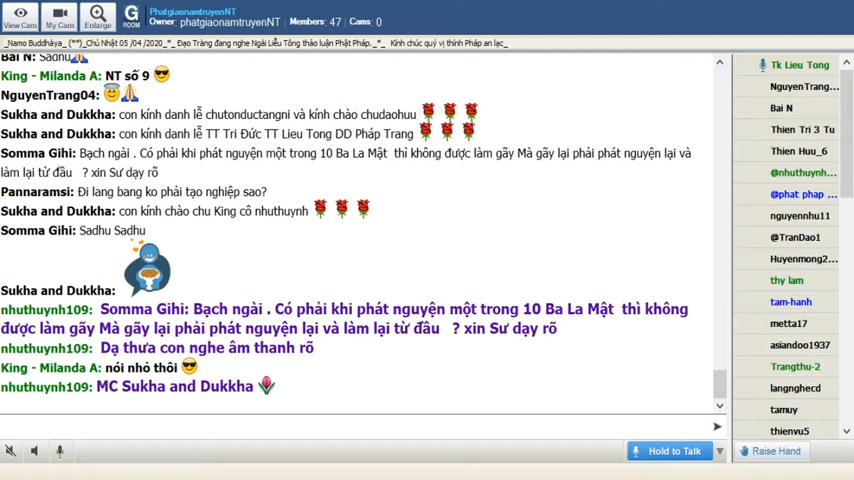 PhatgiaonamtruyenNT
Owner: phatgiaonamtruyenNT Members: 47 Cams: 0
View Cam
My Cam
Enlarge
G
ROOM
_Namo Buddhàya_ (**)_Chủ Nhật 05 /04 /2020_*_ Đạo Tràng đang nghe Ngài Liễu Tông thảo luận Phật Pháp._*_ Kính chúc quý vị thính Pháp an lạc_
Bai N: Sadhu
King - Milanda A: NT số 9
NguyenTrang04:
Sukha and Dukkha: con kính danh lễ chutonductangni và kính chào chudaohuu
Sukha and Dukkha: con kính danh lễ TT Tri Đức TT Lieu Tong DD Pháp Trang
Somma Gihi: Bạch ngài . Có phải khi phát nguyện một trong 10 Ba La Mật thì không được làm gãy Mà gãy lại phải phát nguyện lại và
làm lại từ đầu ? xin Sư dạy rõ
Pannaramsi: Đi lang bang ko phải tạo nghiệp sao?
Sukha and Dukkha: con kính chào chu King cô nhuthuynh
Somma Gihi: Sadhu Sadhu
Sukha and Dukkha:
nhuthuynh109: Somma Gihi: Bạch ngài . Có phải khi phát nguyện một trong 10 Ba La Mật thì không
được làm gãy Mà gãy lại phải phát nguyện lại và làm lại từ đầu ? xin Sư dạy rõ
nhuthuynh109: Dạ thưa con nghe âm thanh rõ
King - Milanda A: nói nhỏ thôi
nhuthuynh109: MC Sukha and Dukkha
Hold to Talk
Tk Lieu Tong
NguyenTrang...
Bai N
Thien Tri 3 Tu
Thien Huu_6
@nhuthuynh...
@phat phap ...
nguyennhu11
@TranDao1
Huyenmong2...
thy lam
tam-hanh
metta17
asiandoo1937
Trangthu-2
langnghecd
tamuy
thienvu5
Raise Hand